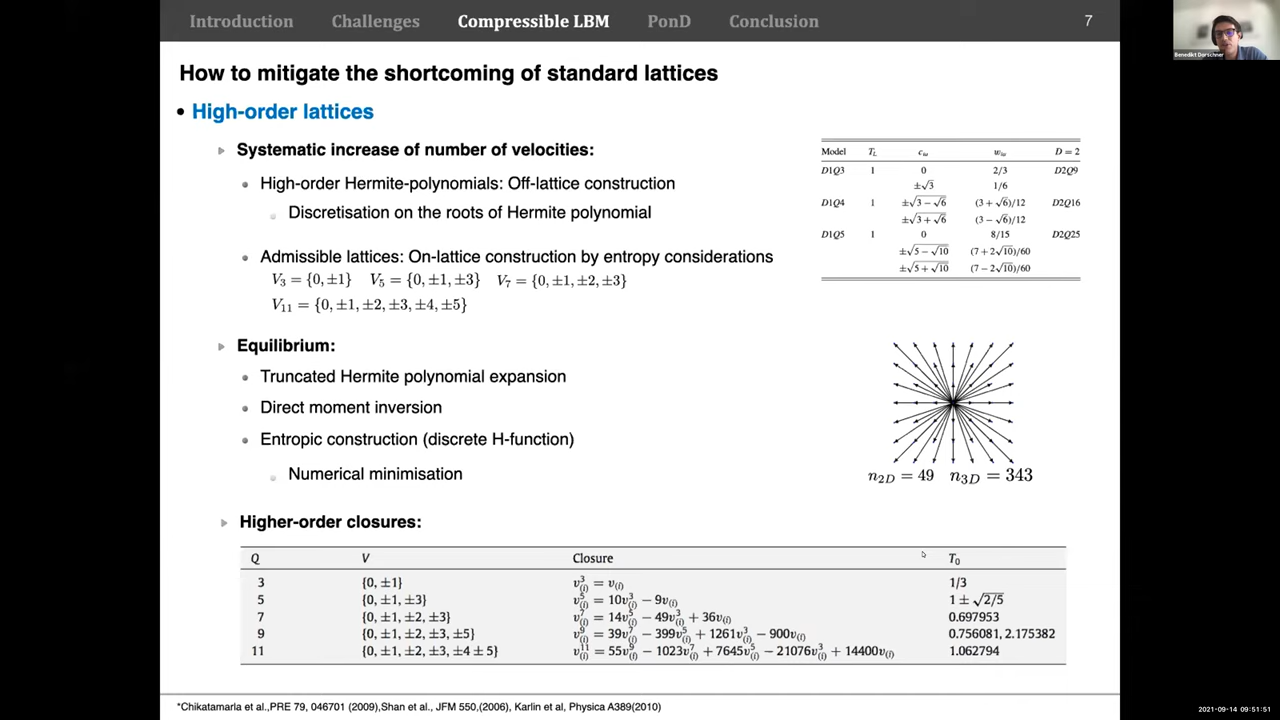 Introduction Challenges Compressible LBM PonD Conclusion 7
Benedikt Dorschner
How to mitigate the shortcoming of standard lattices
• High-order lattices
Systematic increase of number of velocities:
High-order Hermite-polynomials: Off-lattice construction
Discretisation on the roots of Hermite polynomial
Admissible lattices: On-lattice construction by entropy considerations
V₃ = {0, ±1} V₅ = {0, ±1, ±3} V₇ = {0, ±1, ±2, ±3}
V₁₁ = {0, ±1, ±2, ±3, ±4, ±5}
Model T_L c_iα w_iα D = 2
D1Q3 1 0 2/3 D2Q9
±√3 1/6
D1Q4 1 ±√(3 − √6) (3 + √6)/12 D2Q16
±√(3 + √6) (3 − √6)/12
D1Q5 1 0 8/15 D2Q25
±√(5 − √10) (7 + 2√10)/60
±√(5 + √10) (7 − 2√10)/60
Equilibrium:
Truncated Hermite polynomial expansion
Direct moment inversion
Entropic construction (discrete H-function)
Numerical minimisation
n₂D = 49 n₃D = 343
Higher-order closures:
Q V Closure T₀
3 {0, ±1} v³₍ᵢ₎ = v₍ᵢ₎ 1/3
5 {0, ±1, ±3} v⁵₍ᵢ₎ = 10v³₍ᵢ₎ − 9v₍ᵢ₎ 1 ± √2/5
7 {0, ±1, ±2, ±3} v⁷₍ᵢ₎ = 14v⁵₍ᵢ₎ − 49v³₍ᵢ₎ + 36v₍ᵢ₎ 0.697953
9 {0, ±1, ±2, ±3, ±5} v⁹₍ᵢ₎ = 39v⁷₍ᵢ₎ − 399v⁵₍ᵢ₎ + 1261v³₍ᵢ₎ − 900v₍ᵢ₎ 0.756081, 2.175382
11 {0, ±1, ±2, ±3, ±4 ± 5} v¹¹₍ᵢ₎ = 55v⁹₍ᵢ₎ − 1023v⁷₍ᵢ₎ + 7645v⁵₍ᵢ₎ − 21076v³₍ᵢ₎ + 14400v₍ᵢ₎ 1.062794
*Chikatamarla et al.,PRE 79, 046701 (2009),Shan et al., JFM 550,(2006), Karlin et al, Physica A389(2010)
2021-09-14 09:51:51